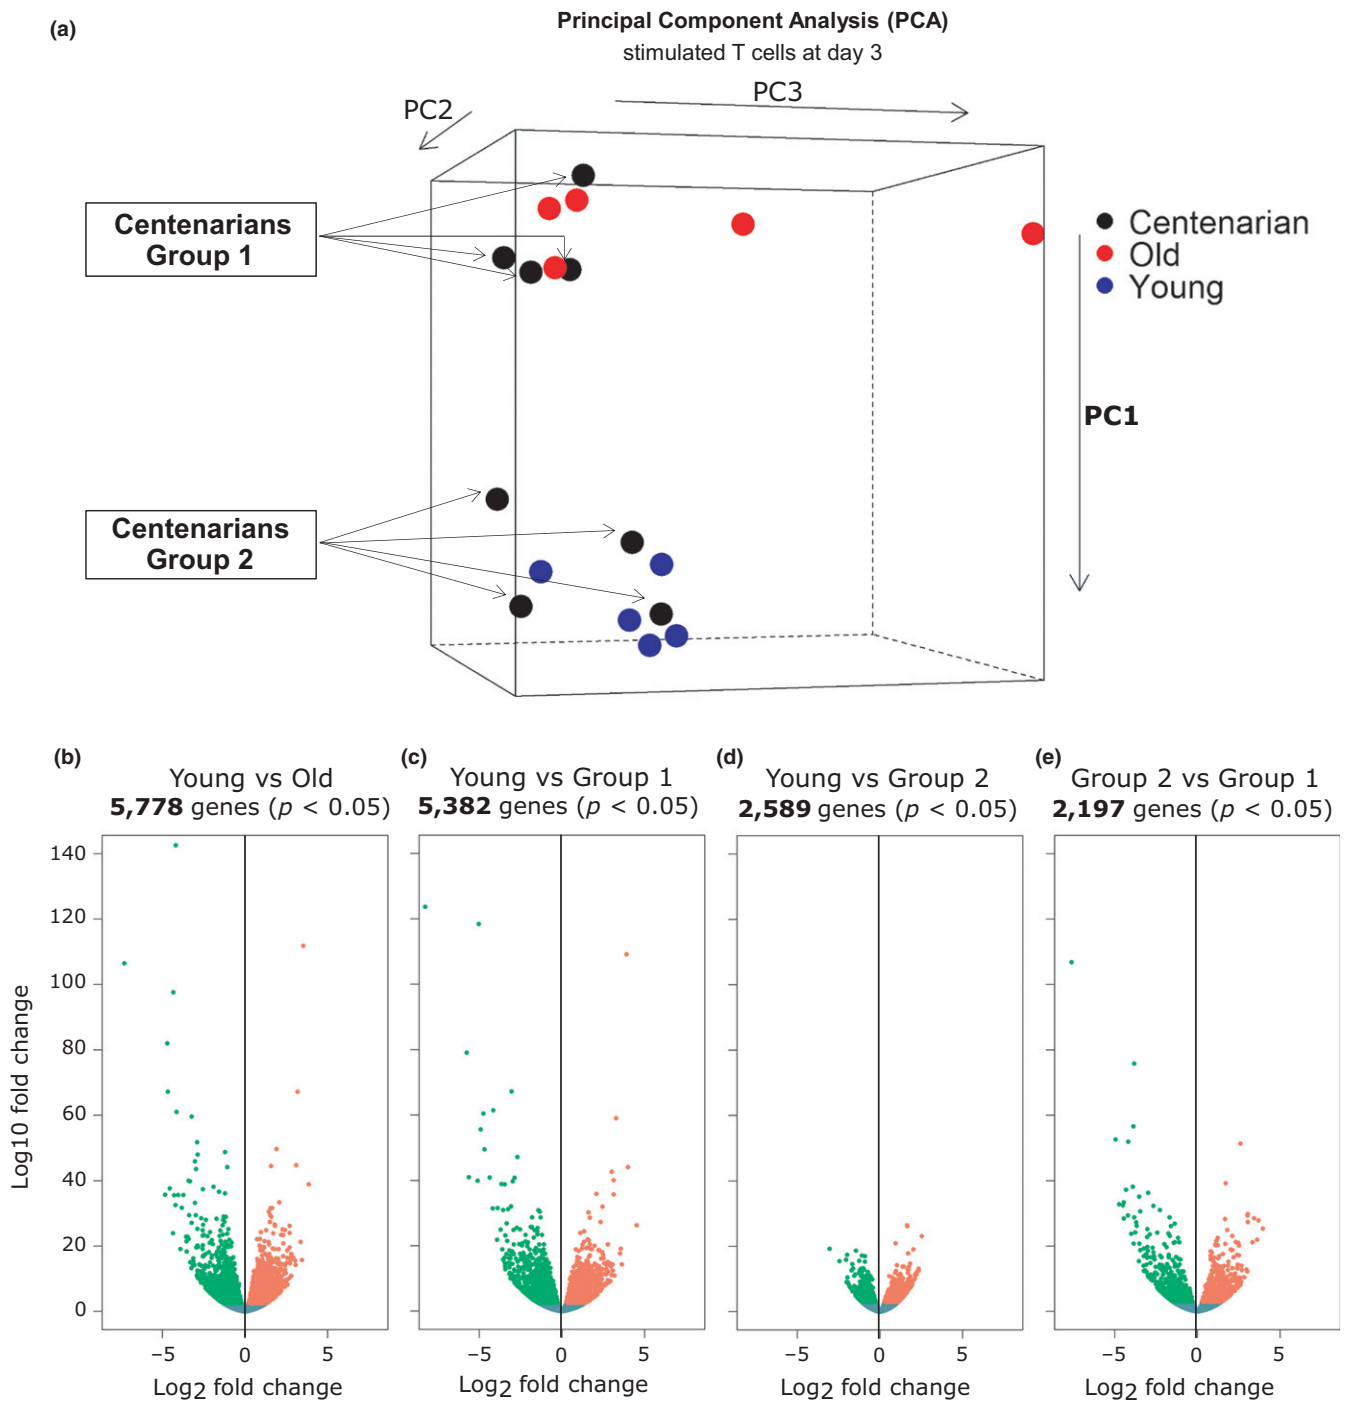 (a)
Principal Component Analysis (PCA)
stimulated T cells at day 3
PC2
PC3
Centenarians
Group 1
Centenarian
Old
Young
PC1
Centenarians
Group 2
(b)
Young vs Old
5,778 genes (p < 0.05)
(c)
Young vs Group 1
5,382 genes (p < 0.05)
(d)
Young vs Group 2
2,589 genes (p < 0.05)
(e)
Group 2 vs Group 1
2,197 genes (p < 0.05)
Log10 fold change
140
120
100
80
60
40
20
0
−5 0 5
Log2 fold change
−5 0 5
Log2 fold change
−5 0 5
Log2 fold change
−5 0 5
Log2 fold change